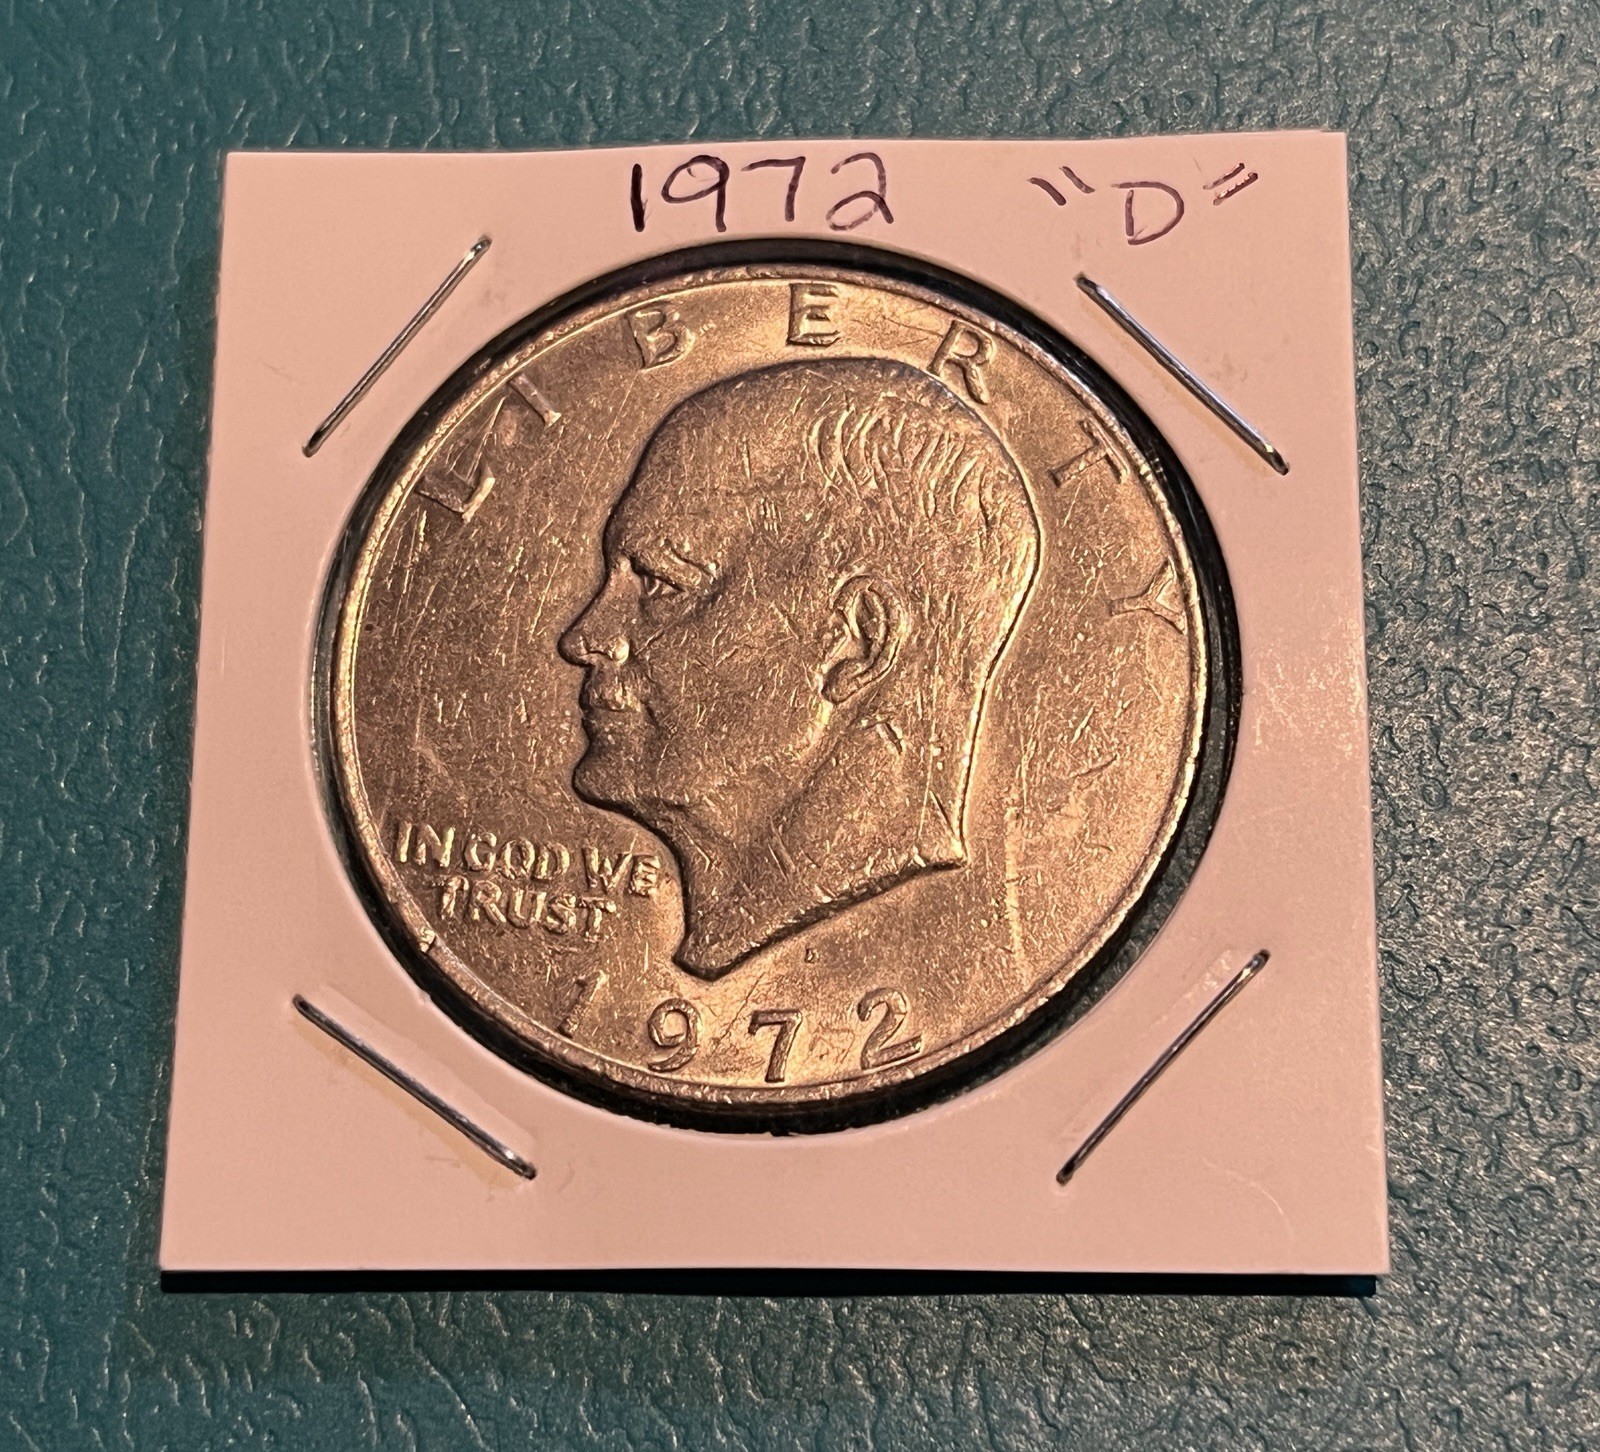 1972 "D"
LIBERTY
IN GOD WE
TRUST
1972